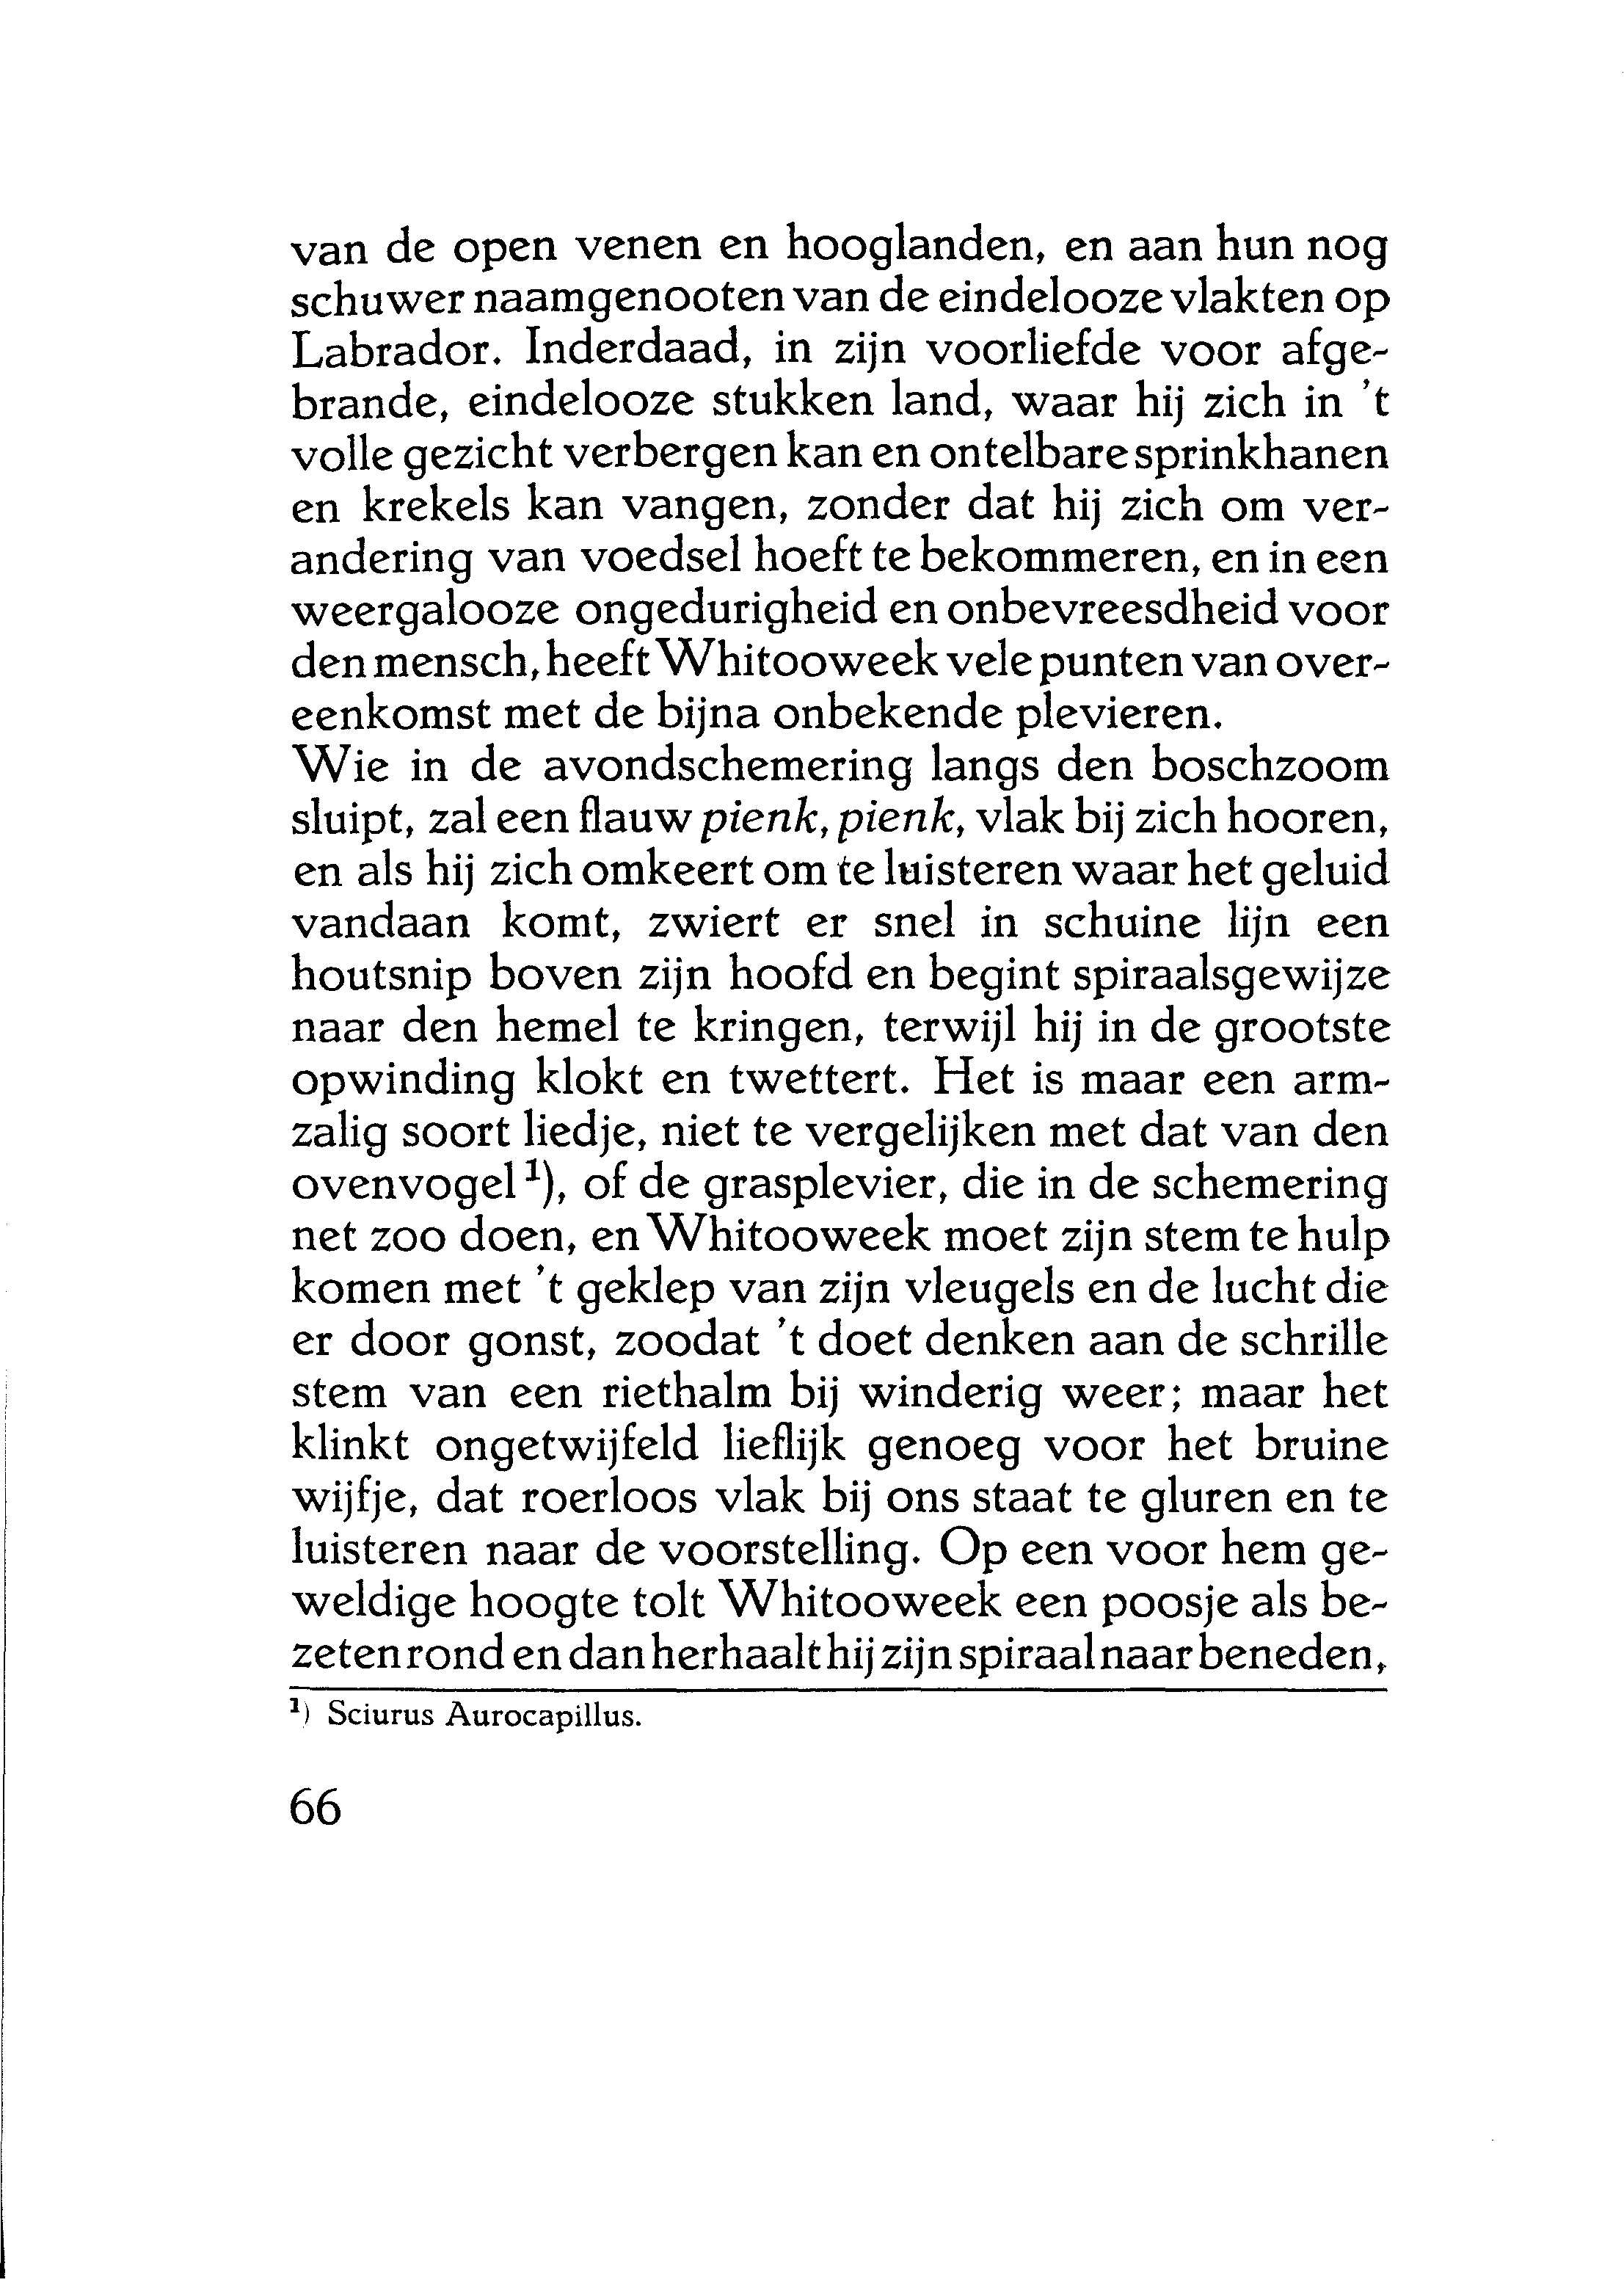 van de open venen en hooglanden, en aan hun nog
schuwer naamgenooten van de eindelooze vlakten op
Labrador. Inderdaad, in zijn voorliefde voor afge-
brande, eindelooze stukken land, waar hij zich in 't
volle gezicht verbergen kan en ontelbare sprinkhanen
en krekels kan vangen, zonder dat hij zich om ver-
andering van voedsel hoeft te bekommeren, en in een
weergalooze ongedurigheid en onbevreesdheid voor
den mensch, heeft Whitooweek vele punten van over-
eenkomst met de bijna onbekende plevieren.
Wie in de avondschemering langs den boschzoom
sluipt, zal een flauw pienk, pienk, vlak bij zich hooren,
en als hij zich omkeert om te luisteren waar het geluid
vandaan komt, zwiert er snel in schuine lijn een
houtsnip boven zijn hoofd en begint spiraalsgewijze
naar den hemel te kringen, terwijl hij in de grootste
opwinding klokt en twettert. Het is maar een arm-
zalig soort liedje, niet te vergelijken met dat van den
ovenvogel ¹), of de grasplevier, die in de schemering
net zoo doen, en Whitooweek moet zijn stem te hulp
komen met 't geklep van zijn vleugels en de lucht die
er door gonst, zoodat 't doet denken aan de schrille
stem van een riethalm bij winderig weer; maar het
klinkt ongetwijfeld lieflijk genoeg voor het bruine
wijfje, dat roerloos vlak bij ons staat te gluren en te
luisteren naar de voorstelling. Op een voor hem ge-
weldige hoogte tolt Whitooweek een poosje als be-
zeten rond en dan herhaalt hij zijn spiraal naar beneden,
¹) Sciurus Aurocapillus.
66